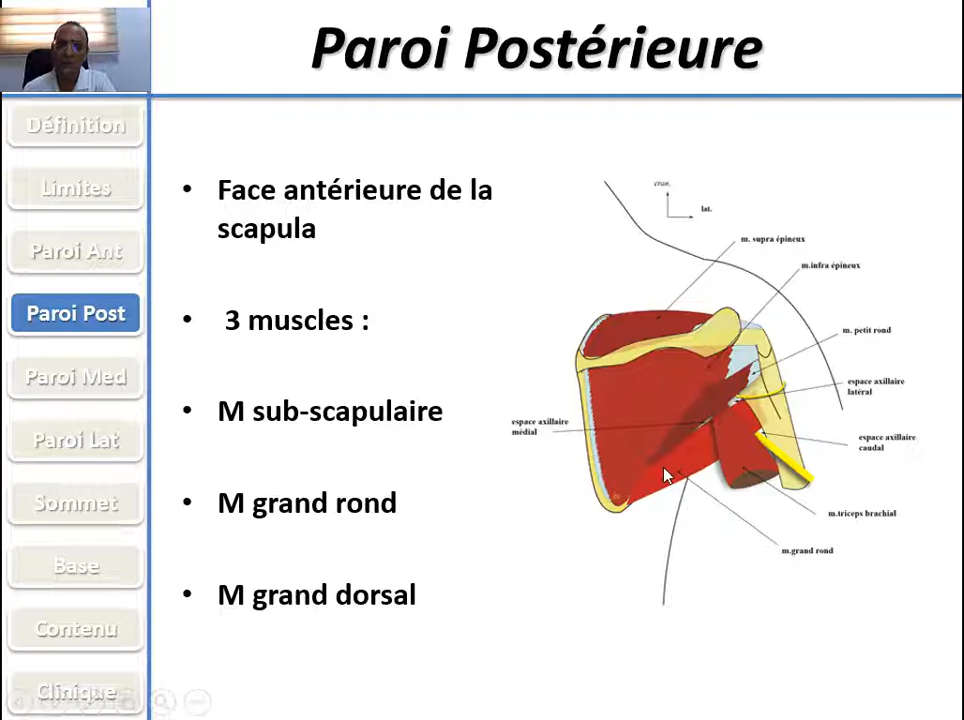 Paroi Postérieure
Définition
Limites
Paroi Ant
Paroi Post
Paroi Med
Paroi Lat
Sommet
Base
Contenu
Clinique
• Face antérieure de la
scapula
• 3 muscles :
• M sub-scapulaire
• M grand rond
• M grand dorsal
cran.
lat.
m. supra épineux
m.infra épineux
m. petit rond
espace axillaire
latéral
espace axillaire
médial
espace axillaire
caudal
m.triceps brachial
m.grand rond